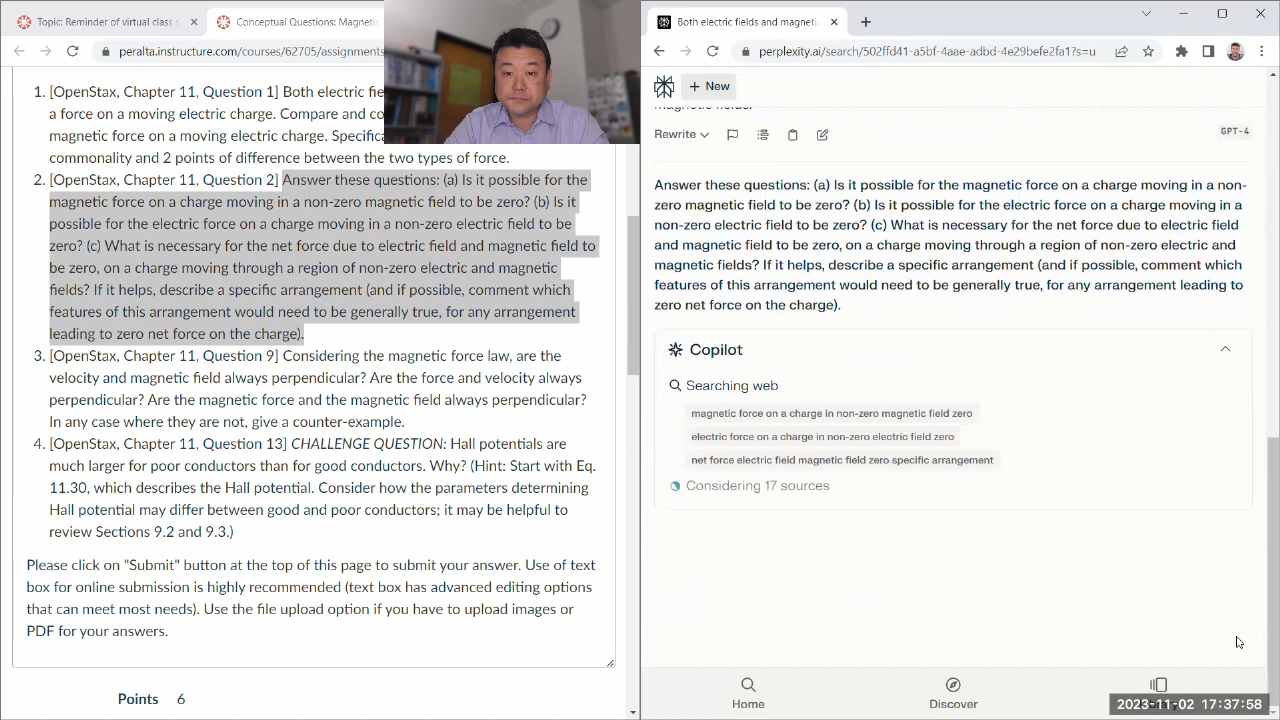 Topic: Reminder of virtual class s
Conceptual Questions: Magnetis
peralta.instructure.com/courses/62705/assignments
1. [OpenStax, Chapter 11, Question 1] Both electric fie
a force on a moving electric charge. Compare and co
magnetic force on a moving electric charge. Specifica
commonality and 2 points of difference between the two types of force.
2. [OpenStax, Chapter 11, Question 2] Answer these questions: (a) Is it possible for the
magnetic force on a charge moving in a non-zero magnetic field to be zero? (b) Is it
possible for the electric force on a charge moving in a non-zero electric field to be
zero? (c) What is necessary for the net force due to electric field and magnetic field to
be zero, on a charge moving through a region of non-zero electric and magnetic
fields? If it helps, describe a specific arrangement (and if possible, comment which
features of this arrangement would need to be generally true, for any arrangement
leading to zero net force on the charge).
3. [OpenStax, Chapter 11, Question 9] Considering the magnetic force law, are the
velocity and magnetic field always perpendicular? Are the force and velocity always
perpendicular? Are the magnetic force and the magnetic field always perpendicular?
In any case where they are not, give a counter-example.
4. [OpenStax, Chapter 11, Question 13] CHALLENGE QUESTION: Hall potentials are
much larger for poor conductors than for good conductors. Why? (Hint: Start with Eq.
11.30, which describes the Hall potential. Consider how the parameters determining
Hall potential may differ between good and poor conductors; it may be helpful to
review Sections 9.2 and 9.3.)
Please click on "Submit" button at the top of this page to submit your answer. Use of text
box for online submission is highly recommended (text box has advanced editing options
that can meet most needs). Use the file upload option if you have to upload images or
PDF for your answers.
Points 6
Both electric fields and magneti
perplexity.ai/search/502ffd41-a5bf-4aae-adbd-4e29befe2fa1?s=t
New
magnetic fields.
Rewrite
GPT-4
Answer these questions: (a) Is it possible for the magnetic force on a charge moving in a non-
zero magnetic field to be zero? (b) Is it possible for the electric force on a charge moving in a
non-zero electric field to be zero? (c) What is necessary for the net force due to electric field
and magnetic field to be zero, on a charge moving through a region of non-zero electric and
magnetic fields? If it helps, describe a specific arrangement (and if possible, comment which
features of this arrangement would need to be generally true, for any arrangement leading to
zero net force on the charge).
Copilot
Searching web
magnetic force on a charge in non-zero magnetic field zero
electric force on a charge in non-zero electric field zero
net force electric field magnetic field zero specific arrangement
Considering 17 sources
Home
Discover
2023-11-02 17:37:58